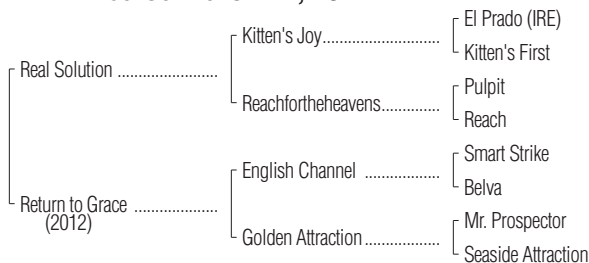 El Prado (IRE)
Kitten's Joy
Kitten's First
Real Solution
Pulpit
Reachfortheheavens
Reach
Smart Strike
English Channel
Belva
Return to Grace
(2012)
Mr. Prospector
Golden Attraction
Seaside Attraction